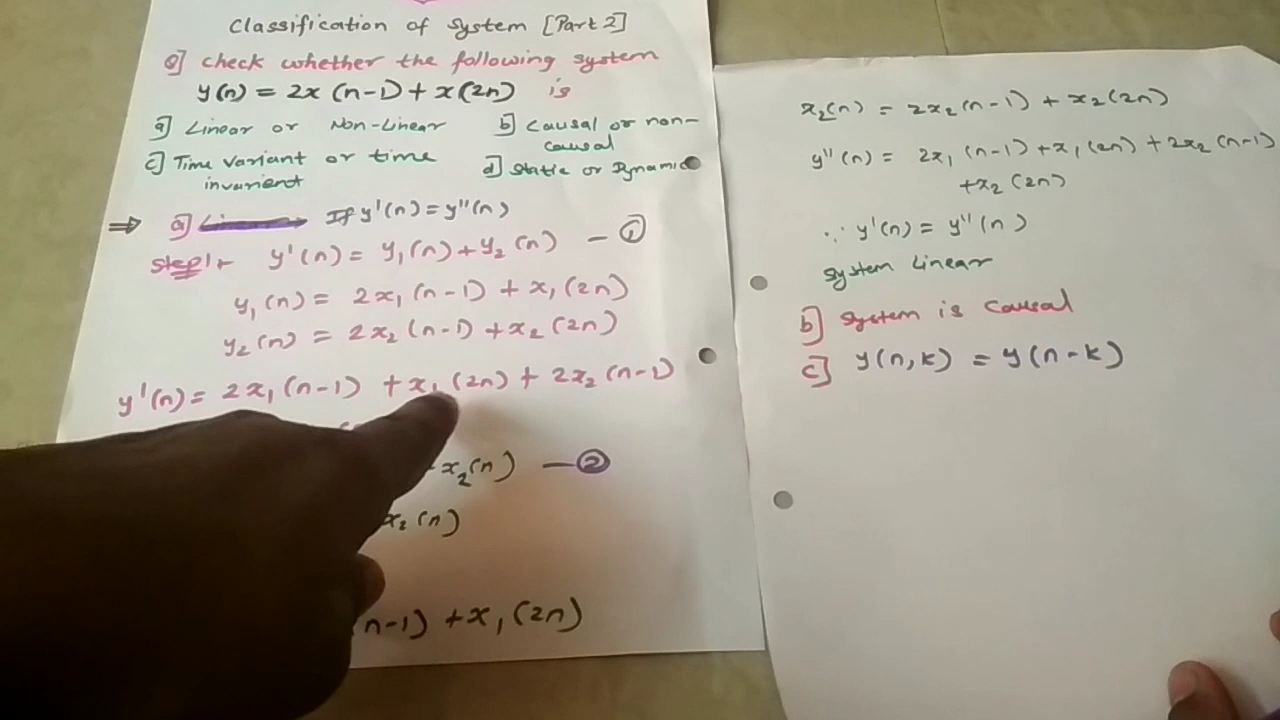 Classification of System [Part 2]
Q] check whether the following system
y(n) = 2x (n-1) + x(2n) is
a] Linear or Non-Linear
b] Causal or non-
causal
c] Time variant or time
invarient
d] Static or Dynamic
⇒ a] If y'(n) = y''(n)
Step1:- y'(n) = y₁(n) + y₂(n) — ①
y₁(n) = 2x₁(n-1) + x₁(2n)
y₂(n) = 2x₂(n-1) + x₂(2n)
y'(n) = 2x₁(n-1) + x₁(2n) + 2x₂(n-1)
x₂(n) — ②
x₂(n)
n-1) + x₁(2n)
x₂(n) = 2x₂(n-1) + x₂(2n)
y''(n) = 2x₁(n-1) + x₁(2n) + 2x₂(n-1)
+x₂(2n)
∵ y'(n) = y''(n)
System Linear
b] System is Causal
c] y(n,k) = y(n-k)